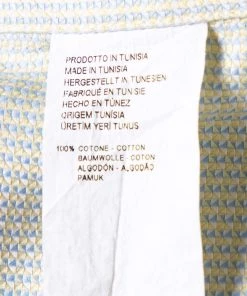 PRODOTTO IN TUNISIA
MADE IN TUNISIA
HERGESTELLT IN TUNESEN
FABRIQUÉ EN TUNISIE
HECHO EN TÚNEZ
ORIGEM TUNÍSIA
ÜRETIM YERI TUNUS
100% COTONE - COTTON
BAUMWOLLE - COTON
ALGODÓN - ALGODÃO
PAMUK